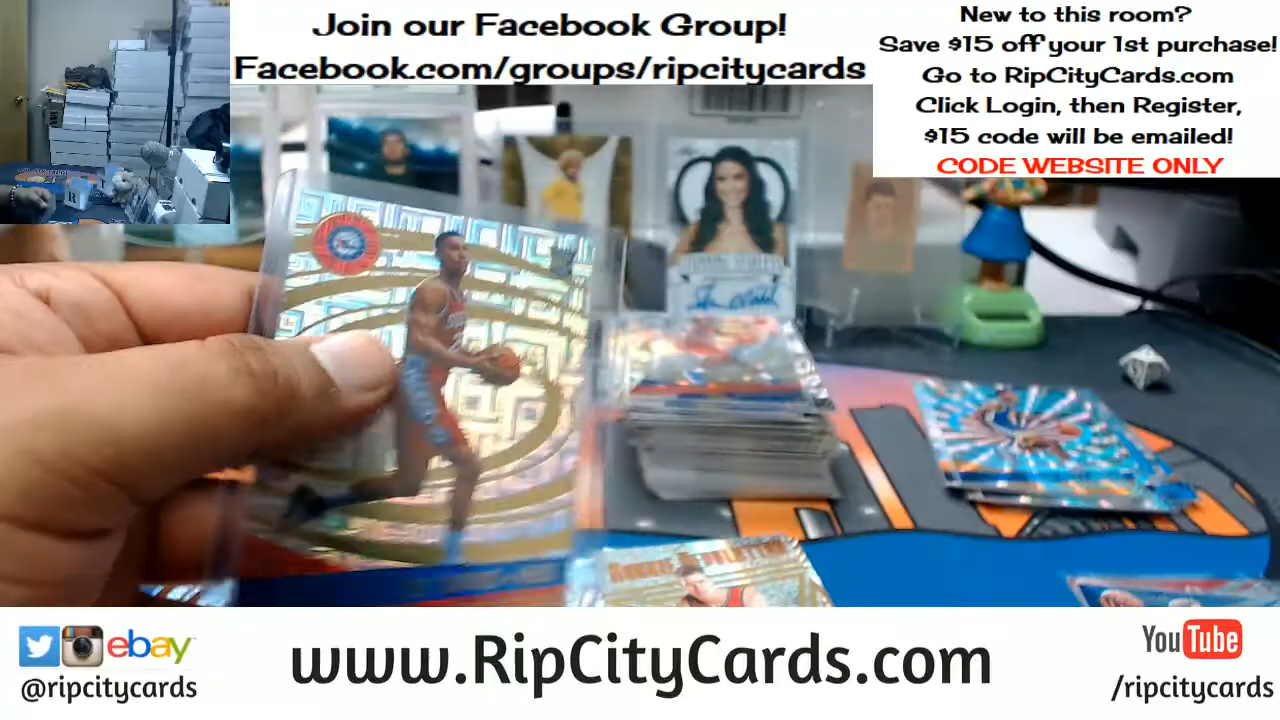 Join our Facebook Group!
Facebook.com/groups/ripcitycards
New to this room?
Save $15 off your 1st purchase!
Go to RipCityCards.com
Click Login, then Register,
$15 code will be emailed!
CODE WEBSITE ONLY
ROOKIE REVOLUTION
ebay
@ripcitycards
www.RipCityCards.com
YouTube
/ripcitycards